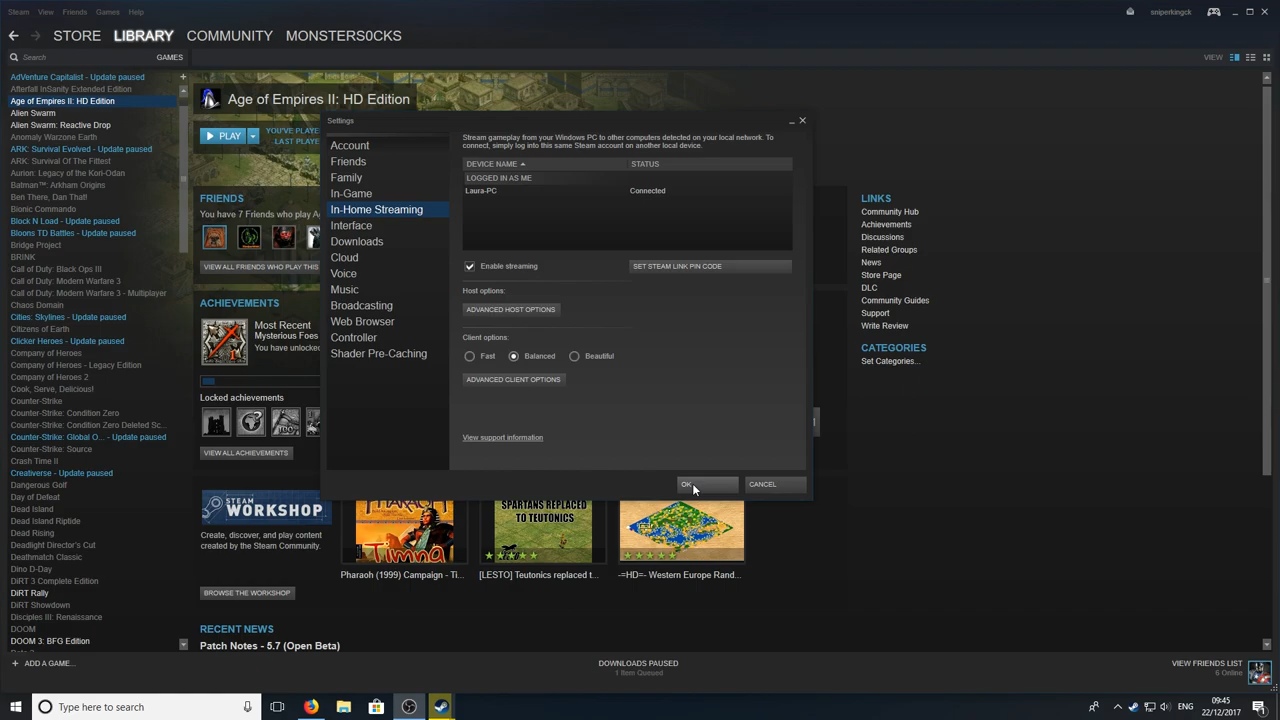 Steam View Friends Games Help
sniperkingck
STORE LIBRARY COMMUNITY MONSTERS0CKS
Search GAMES
VIEW
AdVenture Capitalist - Update paused
Afterfall InSanity Extended Edition
Age of Empires II: HD Edition
Alien Swarm
Alien Swarm: Reactive Drop
Anomaly Warzone Earth
ARK: Survival Evolved - Update paused
ARK: Survival Of The Fittest
Aurion: Legacy of the Kori-Odan
Batman™: Arkham Origins
Ben There, Dan That!
Bionic Commando
Block N Load - Update paused
Bloons TD Battles - Update paused
Bridge Project
BRINK
Call of Duty: Black Ops III
Call of Duty: Modern Warfare 3
Call of Duty: Modern Warfare 3 - Multiplayer
Chaos Domain
Cities: Skylines - Update paused
Citizens of Earth
Clicker Heroes - Update paused
Company of Heroes
Company of Heroes - Legacy Edition
Company of Heroes 2
Cook, Serve, Delicious!
Counter-Strike
Counter-Strike: Condition Zero
Counter-Strike: Condition Zero Deleted Sc...
Counter-Strike: Global O... - Update paused
Counter-Strike: Source
Crash Time II
Creativerse - Update paused
Dangerous Golf
Day of Defeat
Dead Island
Dead Island Riptide
Dead Rising
Deadlight Director's Cut
Deathmatch Classic
Dino D-Day
DiRT 3 Complete Edition
DiRT Rally
DiRT Showdown
Disciples III: Renaissance
DOOM
DOOM 3: BFG Edition
ADD A GAME...
Age of Empires II: HD Edition
PLAY
YOU'VE PLAYE
LAST PLAYE
FRIENDS
You have 7 Friends who play Ag
VIEW ALL FRIENDS WHO PLAY THIS
ACHIEVEMENTS
Most Recent
Mysterious Foes
You have unlocked
Locked achievements
VIEW ALL ACHIEVEMENTS
STEAM WORKSHOP
Create, discover, and play content
created by the Steam Community.
BROWSE THE WORKSHOP
PHARAOH
Timna
Pharaoh (1999) Campaign - Ti...
SPARTANS REPLACED
TO TEUTONICS
[LESTO] Teutonics replaced t...
-=HD=- Western Europe Rand...
RECENT NEWS
Patch Notes - 5.7 (Open Beta)
Settings
Account
Friends
Family
In-Game
In-Home Streaming
Interface
Downloads
Cloud
Voice
Music
Broadcasting
Web Browser
Controller
Shader Pre-Caching
Stream gameplay from your Windows PC to other computers detected on your local network. To
connect, simply log into this same Steam account on another local device.
DEVICE NAME STATUS
LOGGED IN AS ME
Laura-PC Connected
Enable streaming SET STEAM LINK PIN CODE
Host options:
ADVANCED HOST OPTIONS
Client options:
Fast Balanced Beautiful
ADVANCED CLIENT OPTIONS
View support information
OK CANCEL
LINKS
Community Hub
Achievements
Discussions
Related Groups
News
Store Page
DLC
Community Guides
Support
Write Review
CATEGORIES
Set Categories...
DOWNLOADS PAUSED
1 Item Queued
VIEW FRIENDS LIST
6 Online
Type here to search
ENG
09:45
22/12/2017